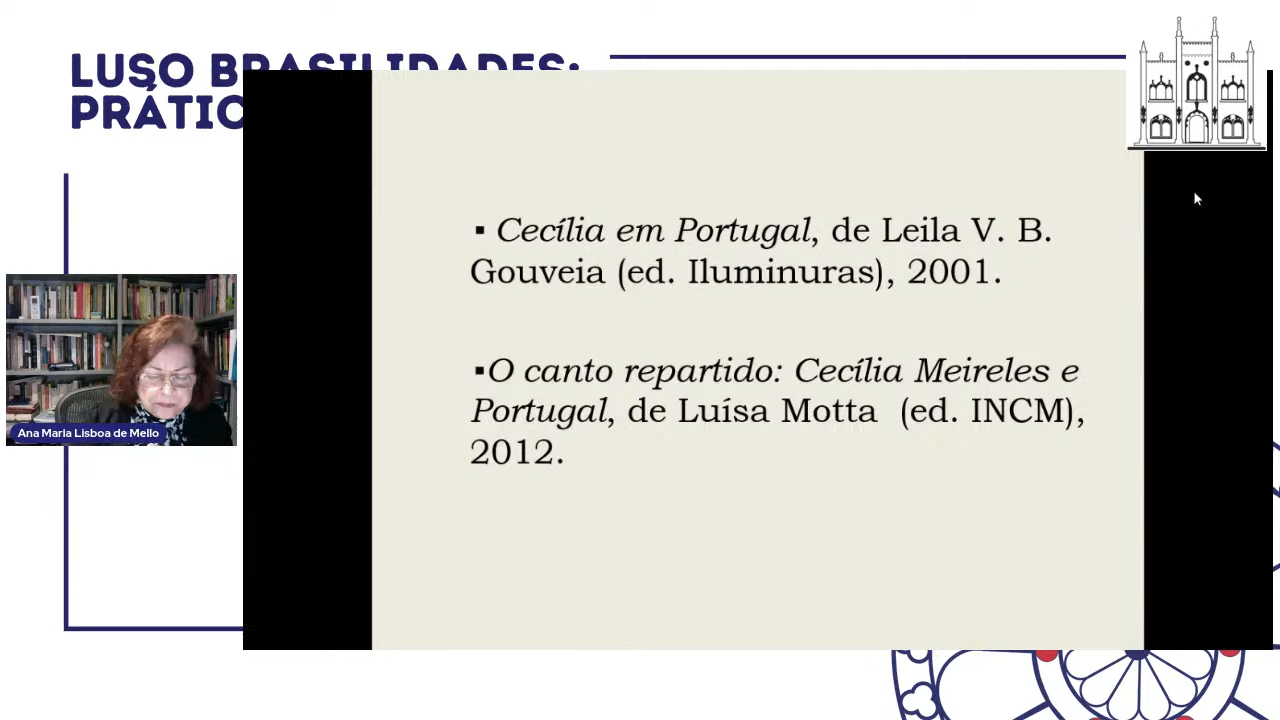 LUSO BRASILIDADES:
PRÁTIC
▪ Cecília em Portugal, de Leila V. B.
Gouveia (ed. Iluminuras), 2001.
▪O canto repartido: Cecília Meireles e
Portugal, de Luísa Motta (ed. INCM),
2012.
Ana Maria Lisboa de Mello